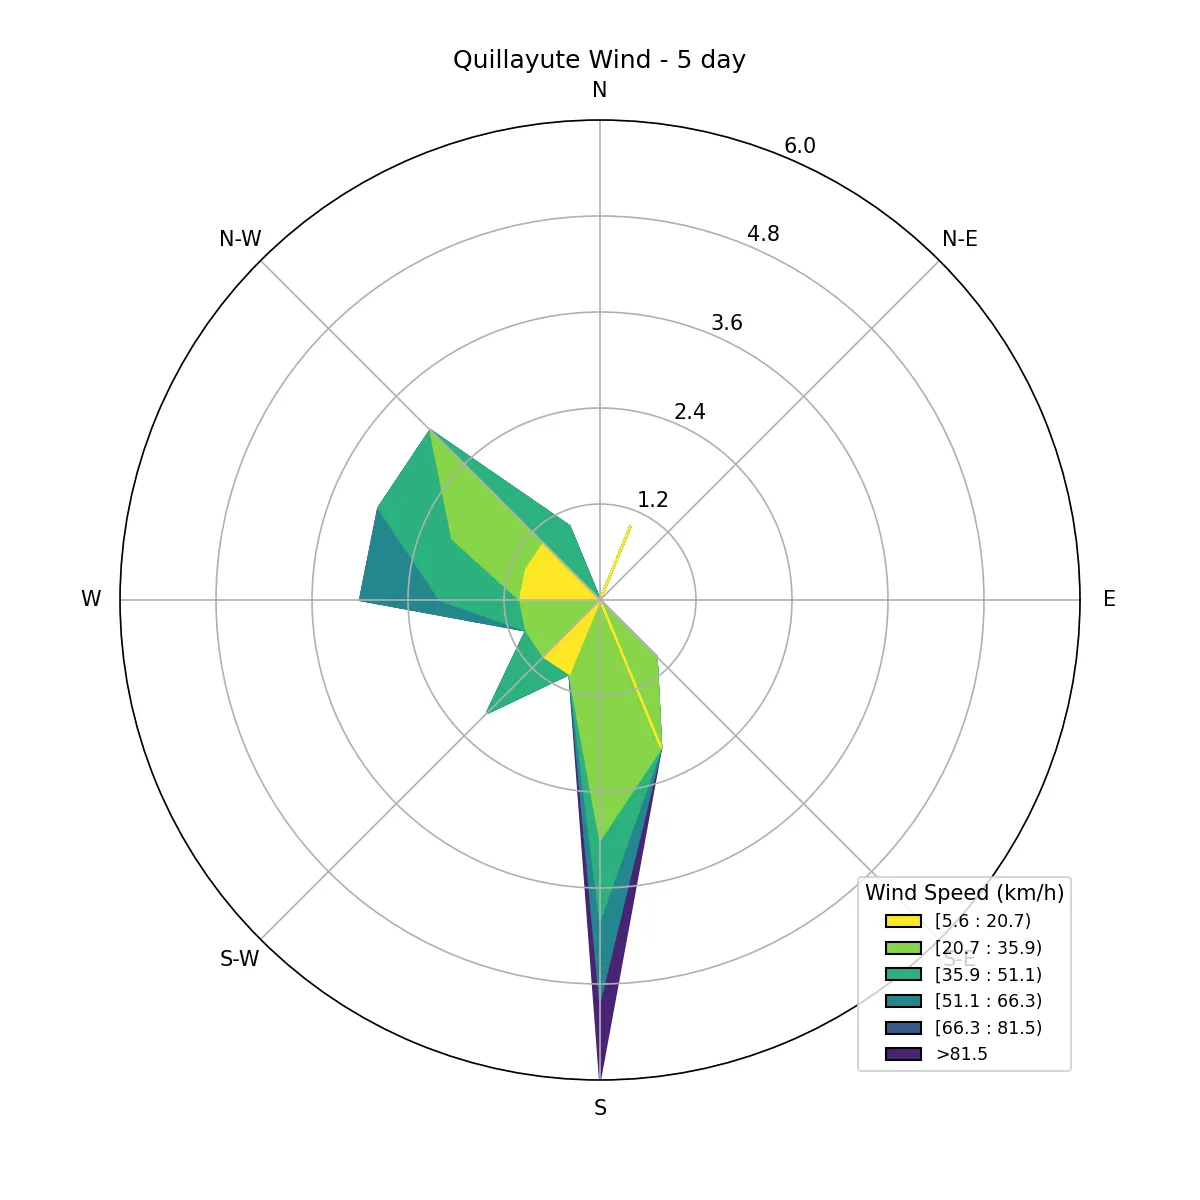 Quillayute Wind - 5 day
N
6.0
N-W
4.8
N-E
3.6
2.4
1.2
W
E
S-W
S-E
S
Wind Speed (km/h)
[5.6 : 20.7)
[20.7 : 35.9)
[35.9 : 51.1)
[51.1 : 66.3)
[66.3 : 81.5)
>81.5